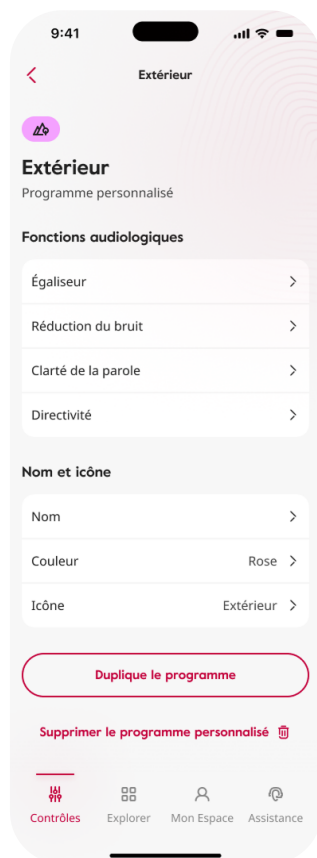 9:41
Extérieur
Extérieur
Programme personnalisé
Fonctions audiologiques
Égaliseur
Réduction du bruit
Clarté de la parole
Directivité
Nom et icône
Nom
Couleur Rose
Icône Extérieur
Duplique le programme
Supprimer le programme personnalisé
Contrôles Explorer Mon Espace Assistance